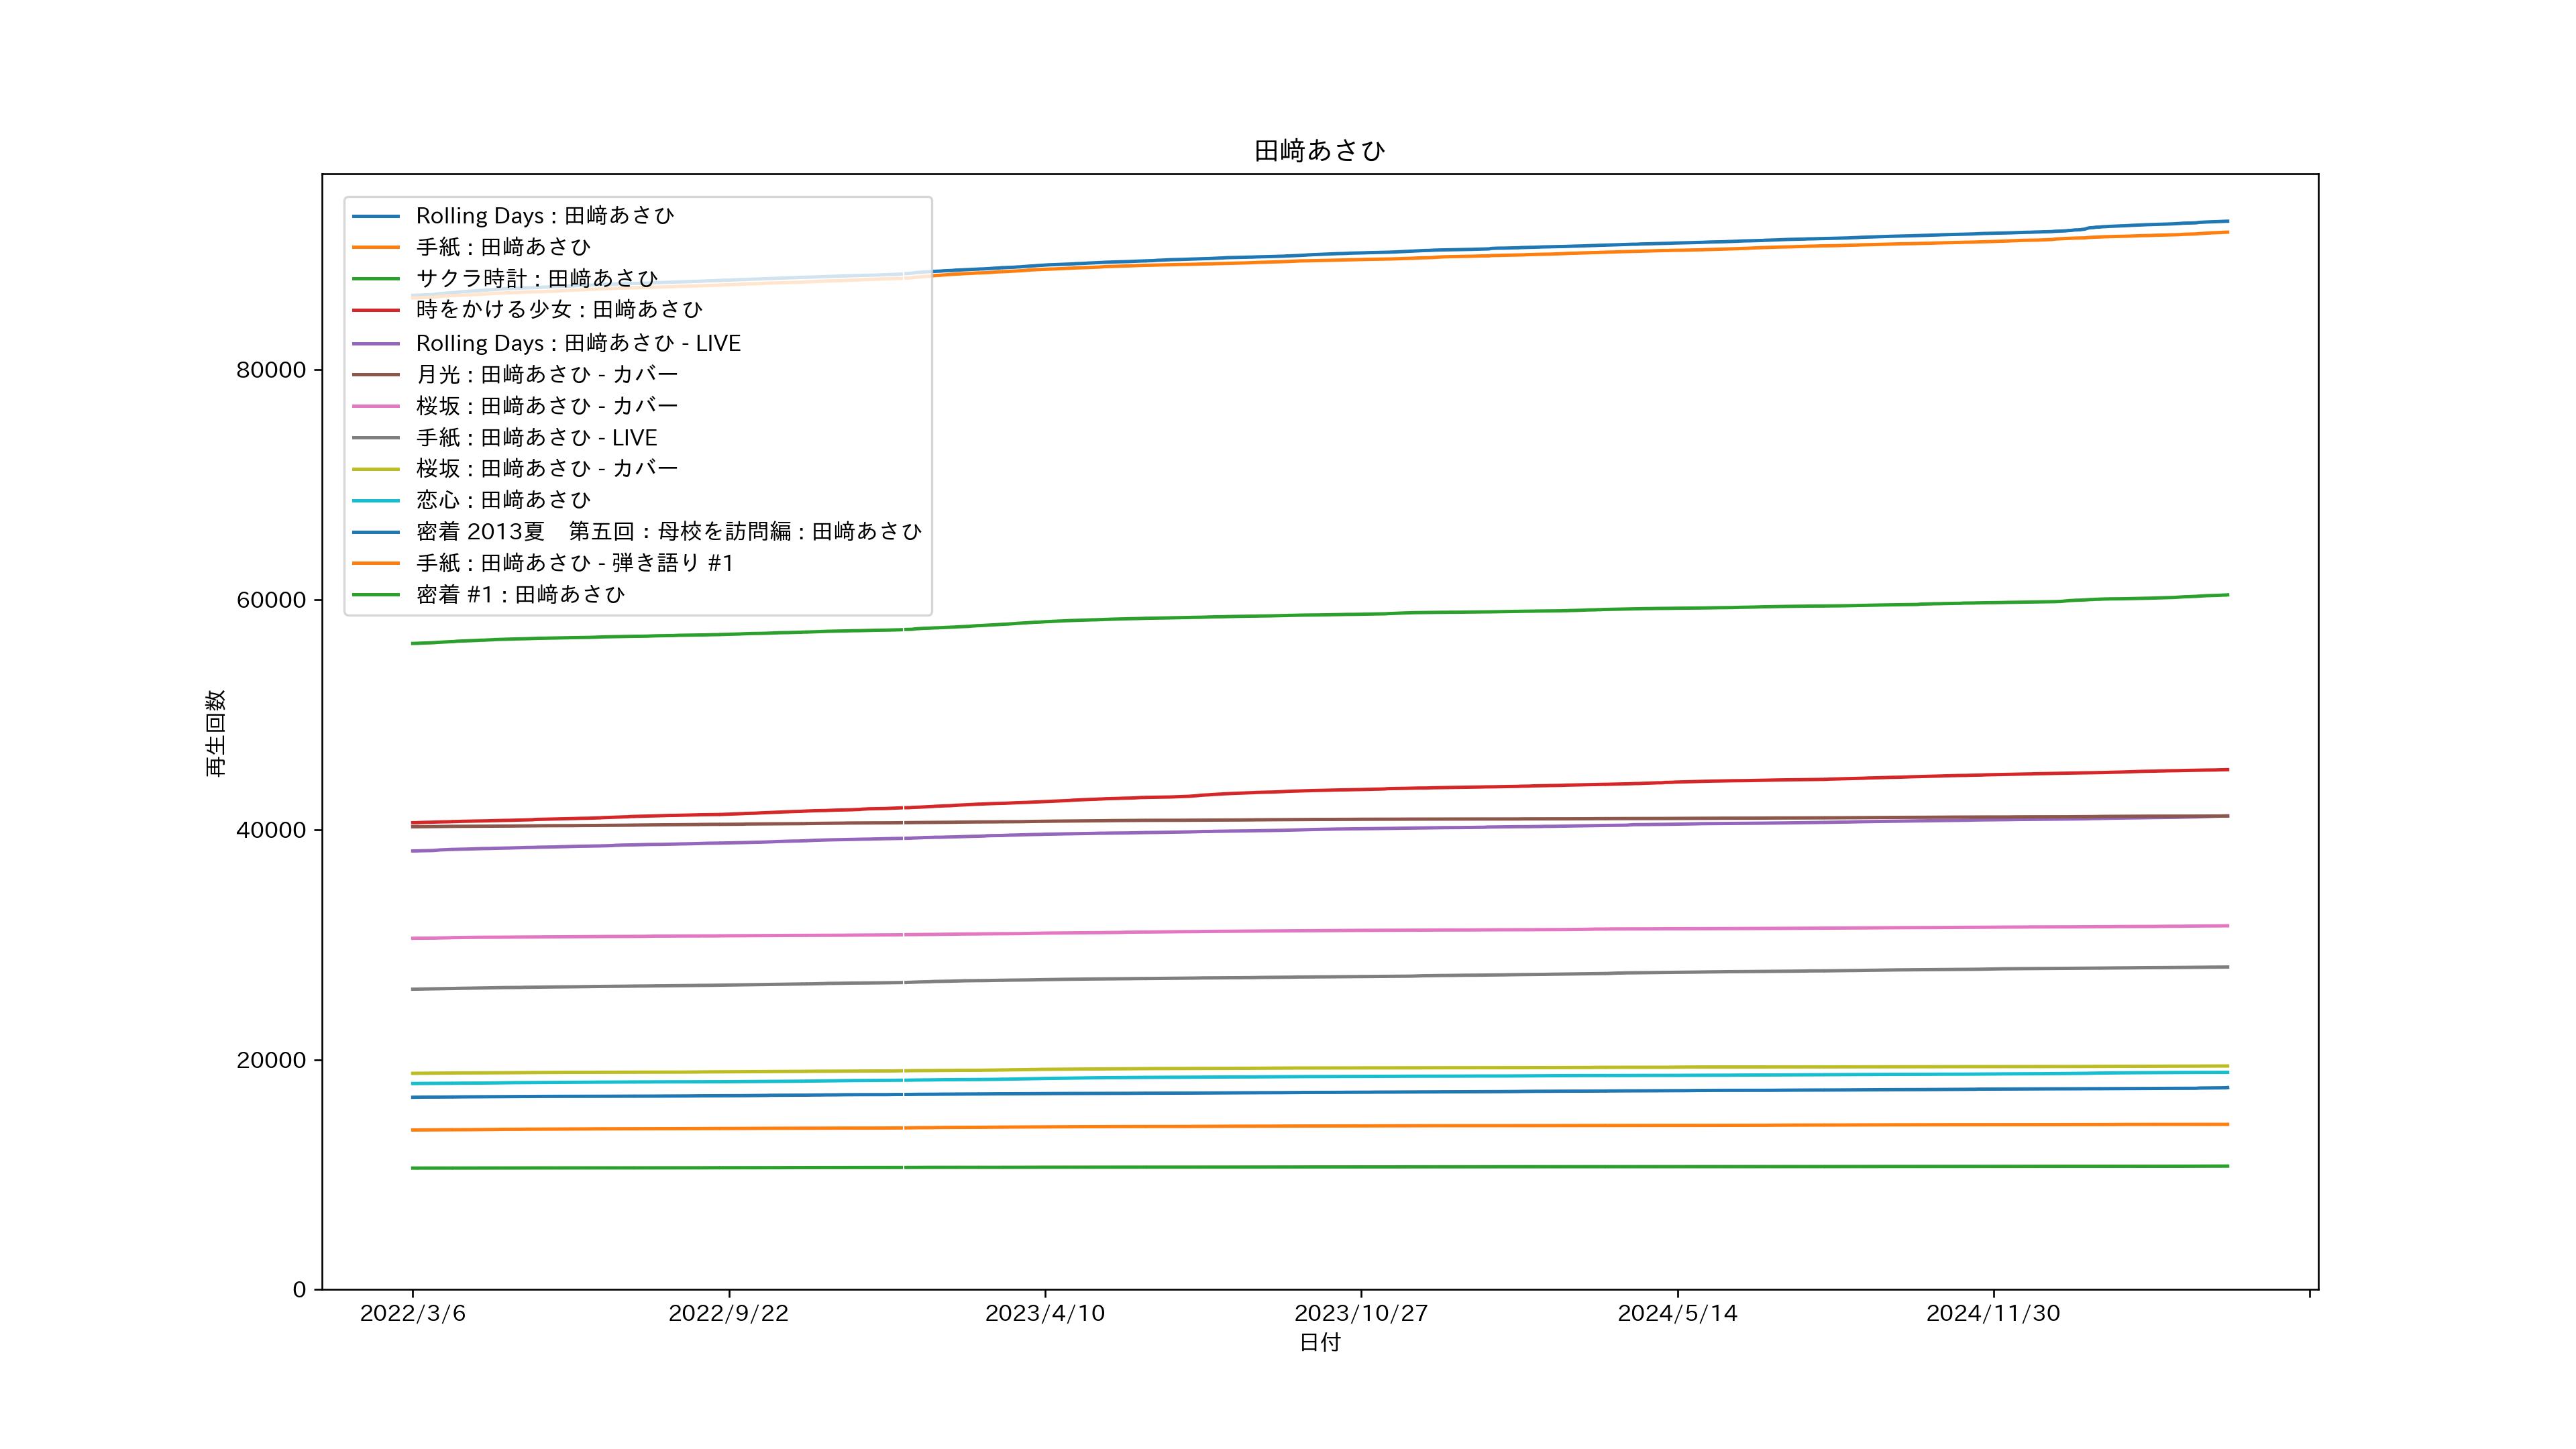 田﨑あさひ
Rolling Days : 田﨑あさひ
手紙 : 田﨑あさひ
サクラ時計 : 田﨑あさひ
時をかける少女 : 田﨑あさひ
Rolling Days : 田﨑あさひ - LIVE
月光 : 田﨑あさひ - カバー
桜坂 : 田﨑あさひ - カバー
手紙 : 田﨑あさひ - LIVE
桜坂 : 田﨑あさひ - カバー
恋心 : 田﨑あさひ
密着 2013夏　第五回：母校を訪問編 : 田﨑あさひ
手紙 : 田﨑あさひ - 弾き語り #1
密着 #1 : 田﨑あさひ
再生回数
80000
60000
40000
20000
0
2022/3/6
2022/9/22
2023/4/10
2023/10/27
2024/5/14
2024/11/30
日付